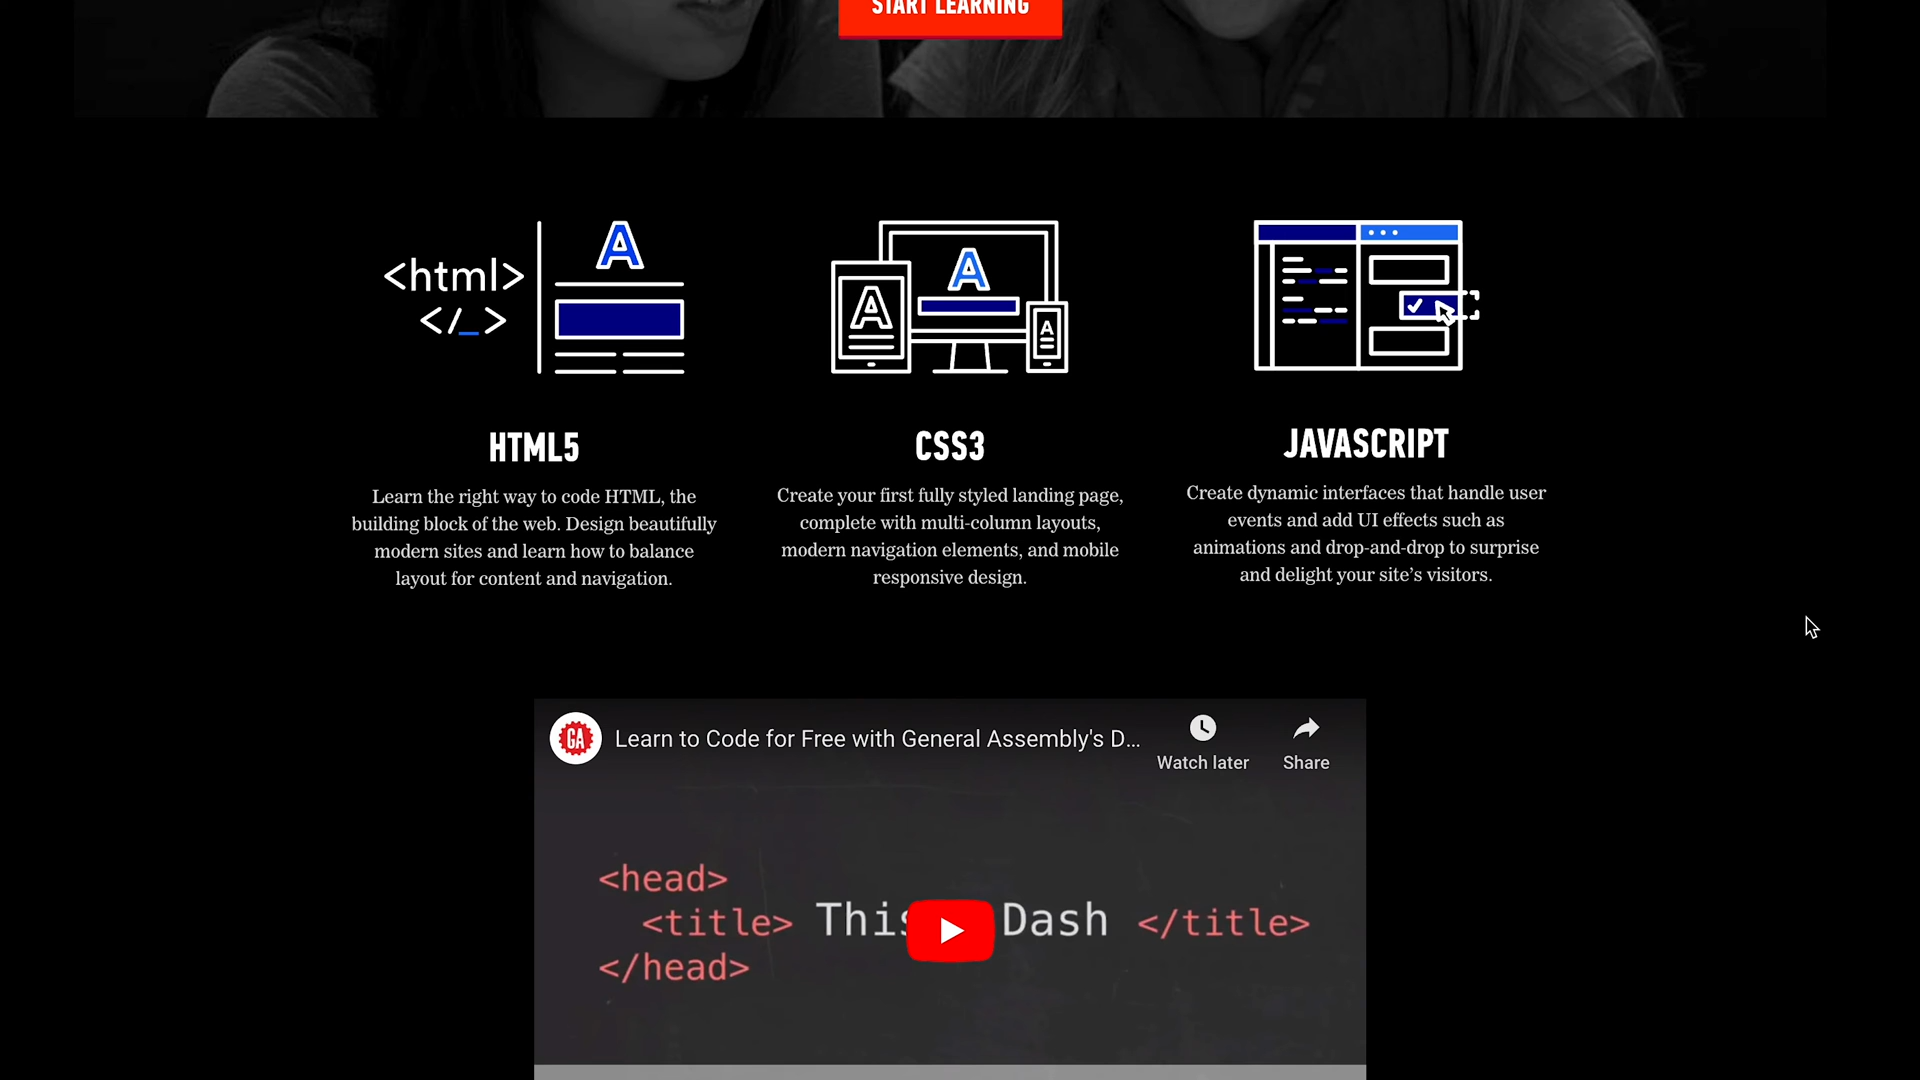 START LEARNING
<html>
</_>
A
A
A
A
HTML5
Learn the right way to code HTML, the
building block of the web. Design beautifully
modern sites and learn how to balance
layout for content and navigation.
CSS3
Create your first fully styled landing page,
complete with multi-column layouts,
modern navigation elements, and mobile
responsive design.
JAVASCRIPT
Create dynamic interfaces that handle user
events and add UI effects such as
animations and drop-and-drop to surprise
and delight your site’s visitors.
GA
Learn to Code for Free with General Assembly's D...
Watch later
Share
<head>
<title> This Dash </title>
</head>